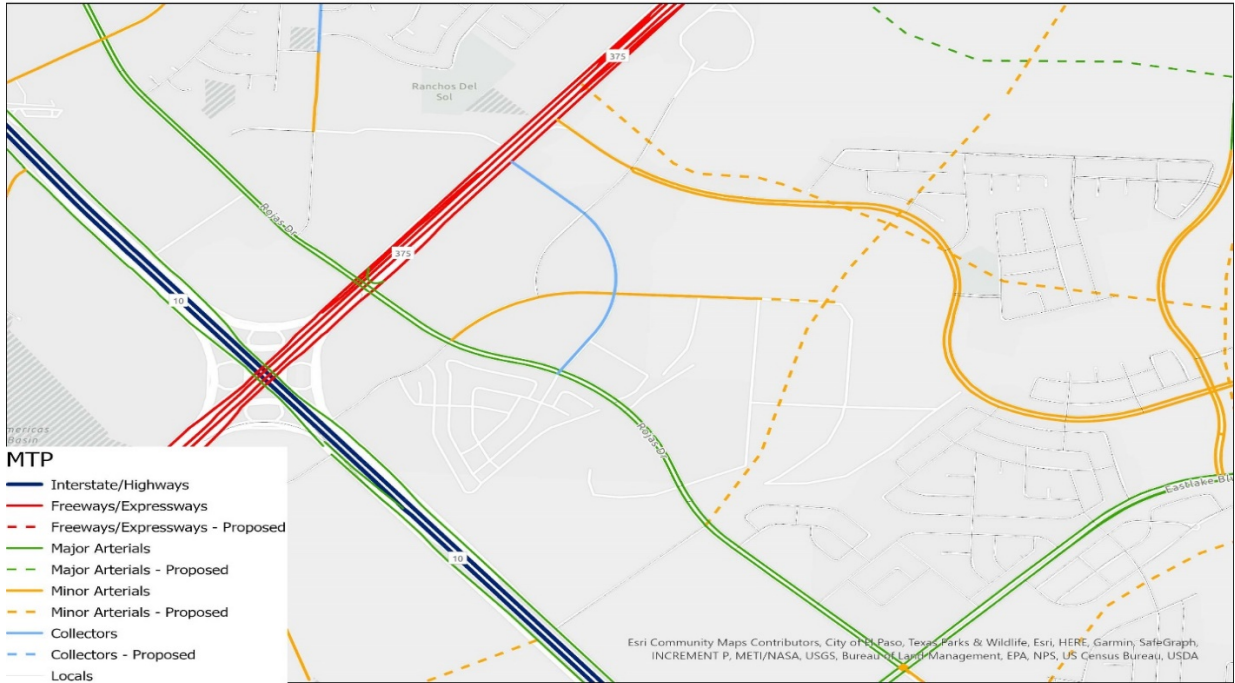 375
Ranchos Del
Sol
Rojas Dr
375
10
mericas
Basin
Rojas Dr
Eastlake Bl
10
MTP
Interstate/Highways
Freeways/Expressways
Freeways/Expressways - Proposed
Major Arterials
Major Arterials - Proposed
Minor Arterials
Minor Arterials - Proposed
Collectors
Collectors - Proposed
Locals
Esri Community Maps Contributors, City of El Paso, Texas Parks & Wildlife, Esri, HERE, Garmin, SafeGraph,
INCREMENT P, METI/NASA, USGS, Bureau of Land Management, EPA, NPS, US Census Bureau, USDA